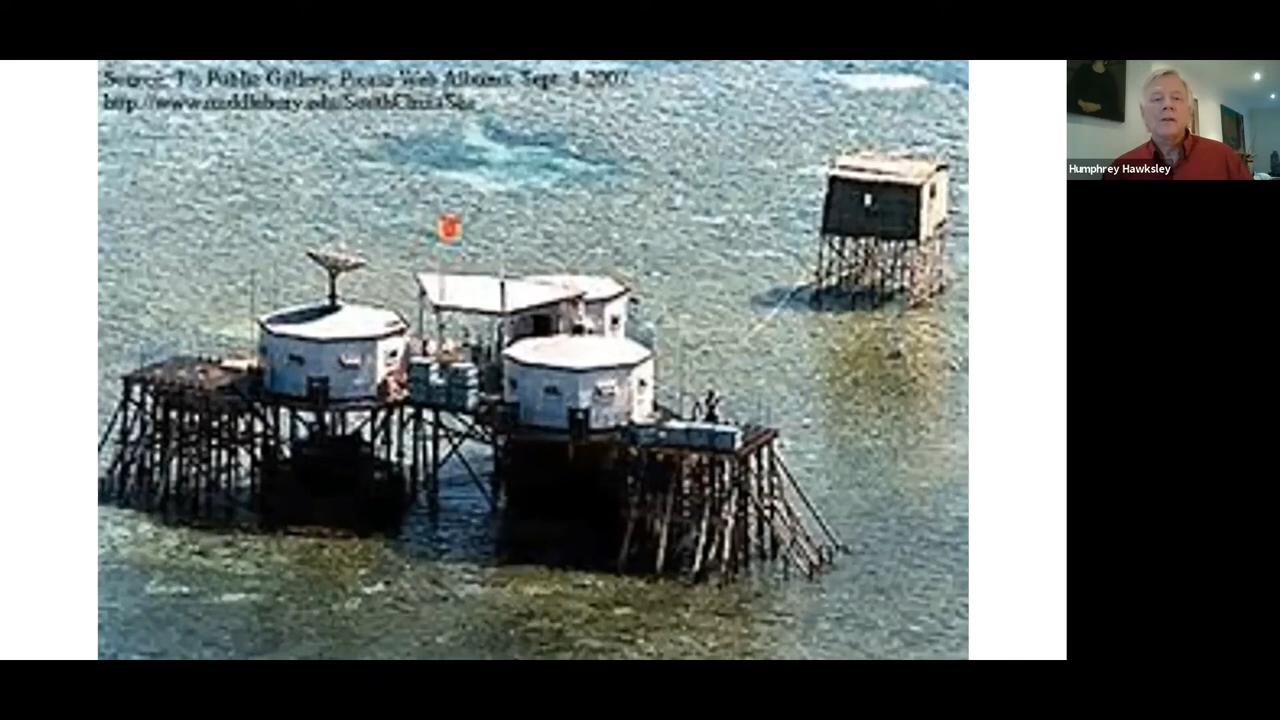 Source: T's Public Gallery, Picasa Web Albums. Sept. 4 2007.
http://www.middlebury.edu/SouthChinaSea
Humphrey Hawksley